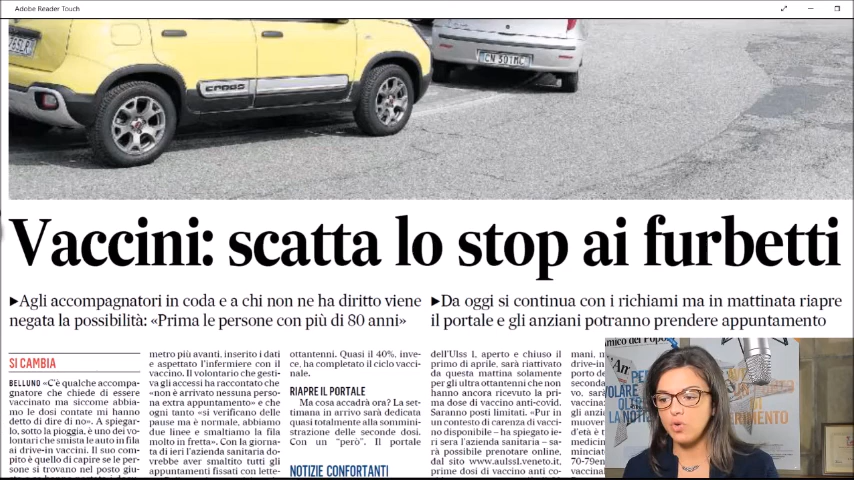 Adobe Reader Touch
CROSS
CN 391MC
Vaccini: scatta lo stop ai furbetti
▶Agli accompagnatori in coda e a chi non ne ha diritto viene
negata la possibilità: «Prima le persone con più di 80 anni»
▶Da oggi si continua con i richiami ma in mattinata riapre
il portale e gli anziani potranno prendere appuntamento
SI CAMBIA
BELLUNO «C'è qualche accompa-
gnatore che chiede di essere
vaccinato ma siccome abbia-
mo le dosi contate mi hanno
detto di dire di no». A spiegar-
lo, sotto la pioggia, è uno dei vo-
lontari che smista le auto in fila
ai drive-in vaccini. Il suo com-
pito è quello di capire se le per-
sone si trovano nel posto giu-
metro più avanti, inserito i dati
e aspettato l'infermiere con il
vaccino. Il volontario che gesti-
va gli accessi ha raccontato che
«non è arrivato nessuna perso-
na extra appuntamento» e che
ogni tanto «si verificano delle
pause ma è normale, abbiamo
due linee e smaltiamo la fila
molto in fretta». Con la giorna-
ta di ieri l'azienda sanitaria do-
vrebbe aver smaltito tutti gli
appuntamenti fissati con lette-
ottantenni. Quasi il 40%, inve-
ce, ha completato il ciclo vacci-
nale.
RIAPRE IL PORTALE
Ma cosa accadrà ora? La set-
timana in arrivo sarà dedicata
quasi totalmente alla sommini-
strazione delle seconde dosi.
Con un "però". Il portale
NOTIZIE CONFORTANTI
dell'Ulss 1, aperto e chiuso il
primo di aprile, sarà riattivato
da questa mattina solamente
per gli ultra ottantenni che non
hanno ancora ricevuto la pri-
ma dose di vaccino anti-covid.
Saranno posti limitati. «Pur in
un contesto di carenza di vacci-
no disponibile – ha spiegato ie-
ri sera l'azienda sanitaria – sa-
rà possibile prenotare online,
dal sito www.aulss1.veneto.it,
prime dosi di vaccino anti co-